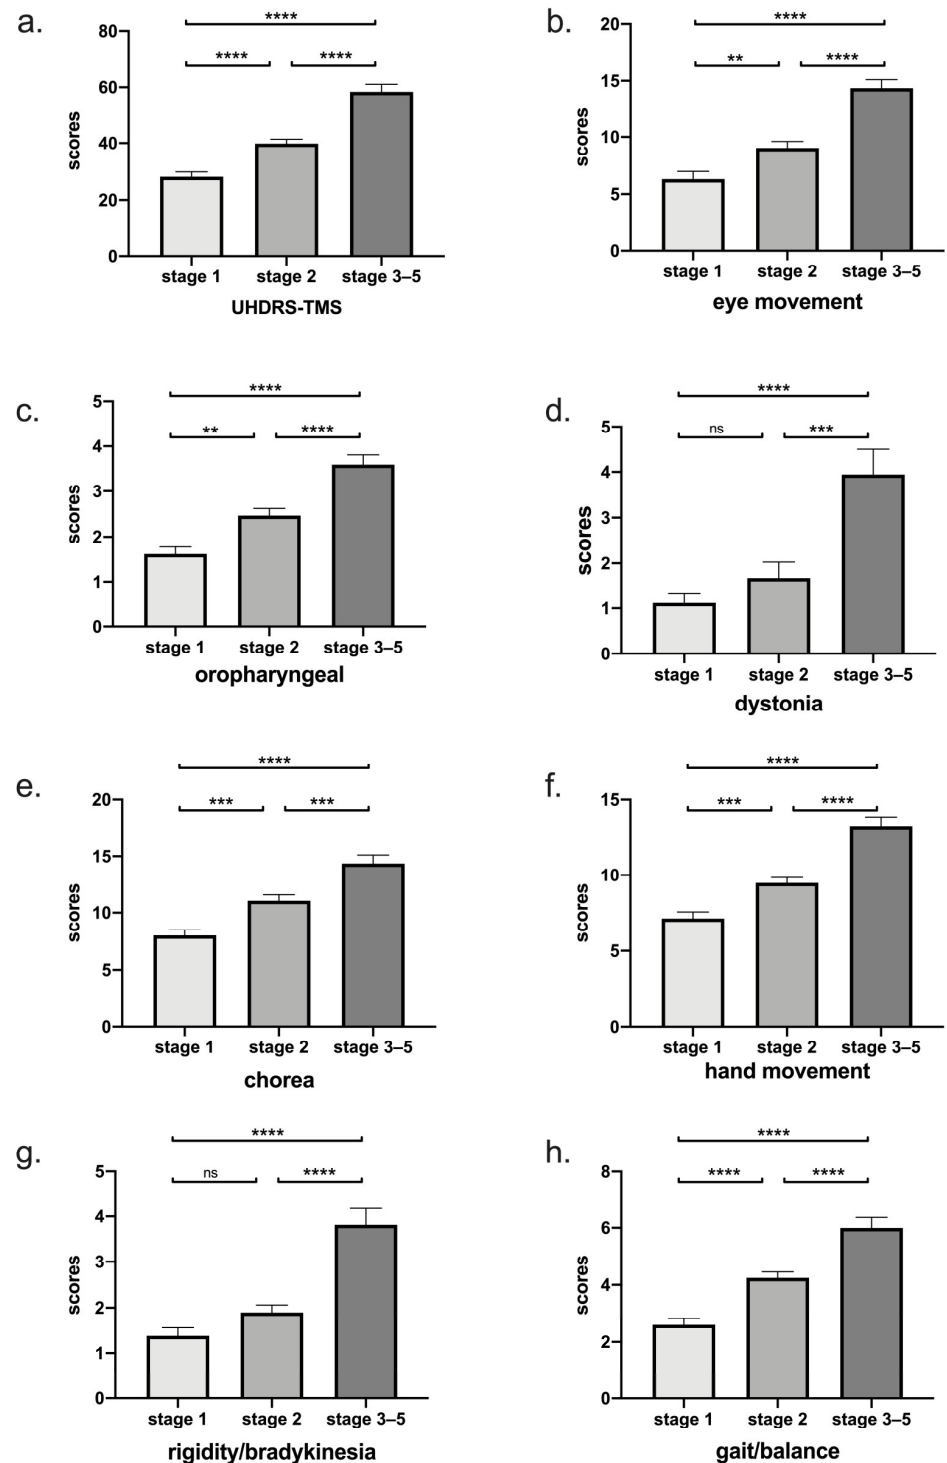 a.
****
**** ****
80
60
40
20
0
scores
stage 1 stage 2 stage 3–5
UHDRS-TMS
b.
****
** ****
20
15
10
5
0
scores
stage 1 stage 2 stage 3–5
eye movement
c.
****
** ****
5
4
3
2
1
0
scores
stage 1 stage 2 stage 3–5
oropharyngeal
d.
****
ns ***
5
4
3
2
1
0
scores
stage 1 stage 2 stage 3–5
dystonia
e.
****
*** ***
20
15
10
5
0
scores
stage 1 stage 2 stage 3–5
chorea
f.
****
*** ****
15
10
5
0
scores
stage 1 stage 2 stage 3–5
hand movement
g.
****
ns ****
5
4
3
2
1
0
scores
stage 1 stage 2 stage 3–5
rigidity/bradykinesia
h.
****
**** ****
8
6
4
2
0
scores
stage 1 stage 2 stage 3–5
gait/balance